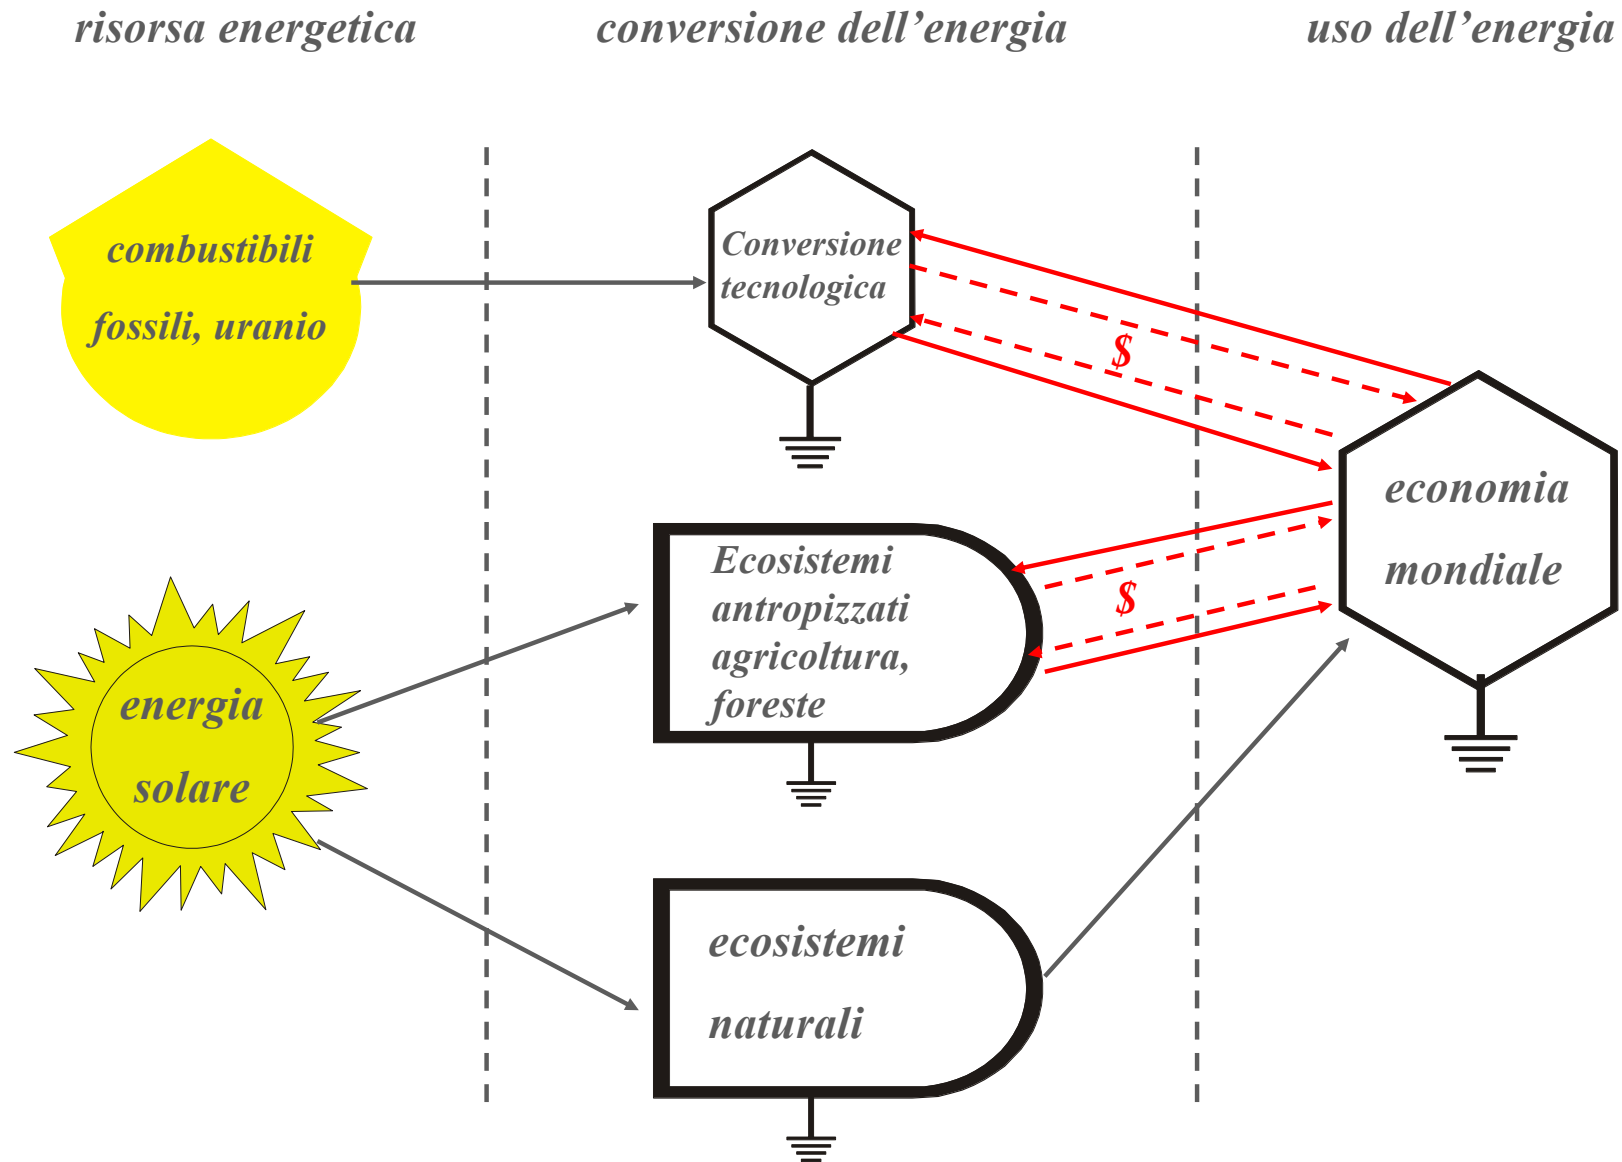 risorsa energetica
conversione dell'energia
uso dell'energia
combustibili
fossili, uranio
Conversione
tecnologica
$
economia
mondiale
Ecosistemi
antropizzati
agricoltura,
foreste
$
energia
solare
ecosistemi
naturali